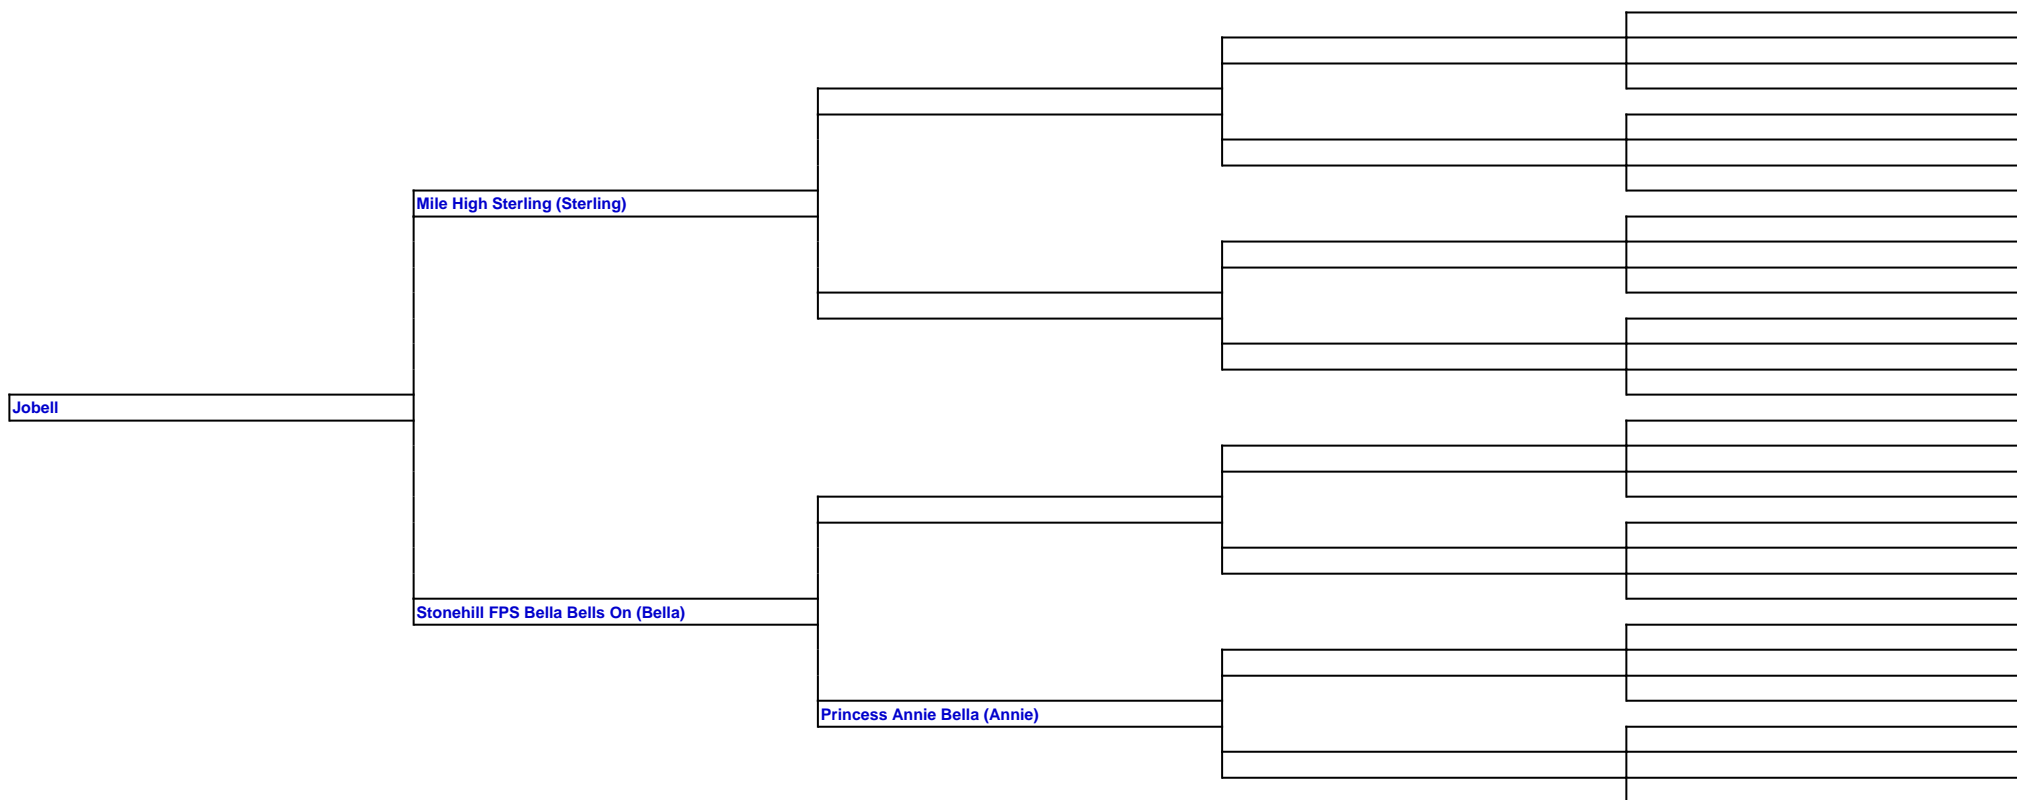 Mile High Sterling (Sterling)
Jobell
Stonehill FPS Bella Bells On (Bella)
Princess Annie Bella (Annie)